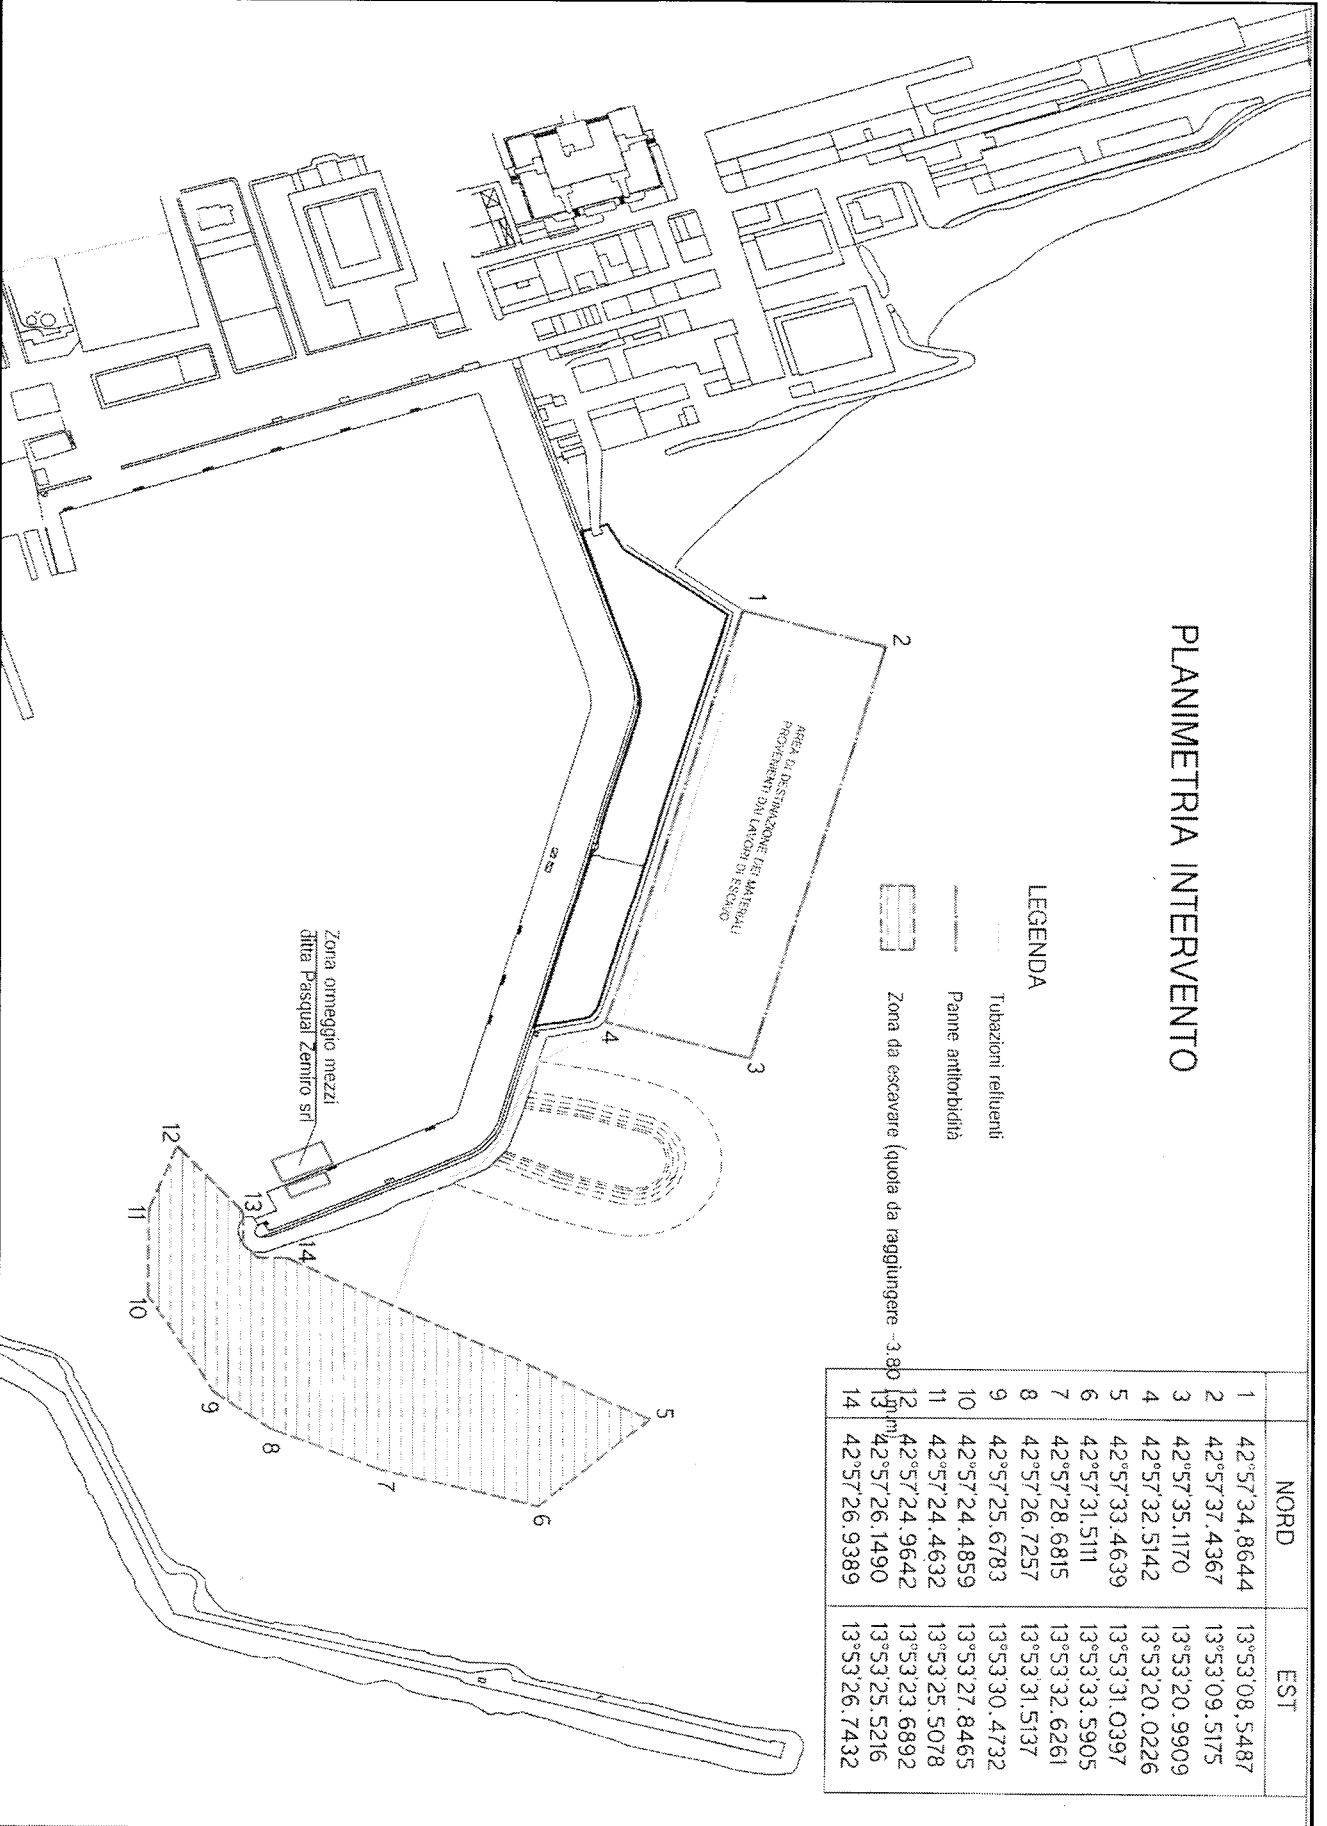 PLANIMETRIA INTERVENTO
LEGENDA
Tubazioni refluenti
Panne antitorbidità
Zona da escavare (quota da raggiungere -3.80 l.m.m)
AREA DI DESTINAZIONE DEI MATERIALI
PROVENIENTI DAI LAVORI DI ESCAVO
Zona ormeggio mezzi
ditta Pasqual Zemiro srl
1
2
3
4
5
6
7
8
9
10
11
12
13
14
NORD EST
1 42°57'34,8644 13°53'08,5487
2 42°57'37.4367 13°53'09.5175
3 42°57'35.1170 13°53'20.9909
4 42°57'32.5142 13°53'20.0226
5 42°57'33.4639 13°53'31.0397
6 42°57'31.5111 13°53'33.5905
7 42°57'28.6815 13°53'32.6261
8 42°57'26.7257 13°53'31.5137
9 42°57'25.6783 13°53'30.4732
10 42°57'24.4859 13°53'27.8465
11 42°57'24.4632 13°53'25.5078
12 42°57'24.9642 13°53'23.6892
13 42°57'26.1490 13°53'25.5216
14 42°57'26.9389 13°53'26.7432